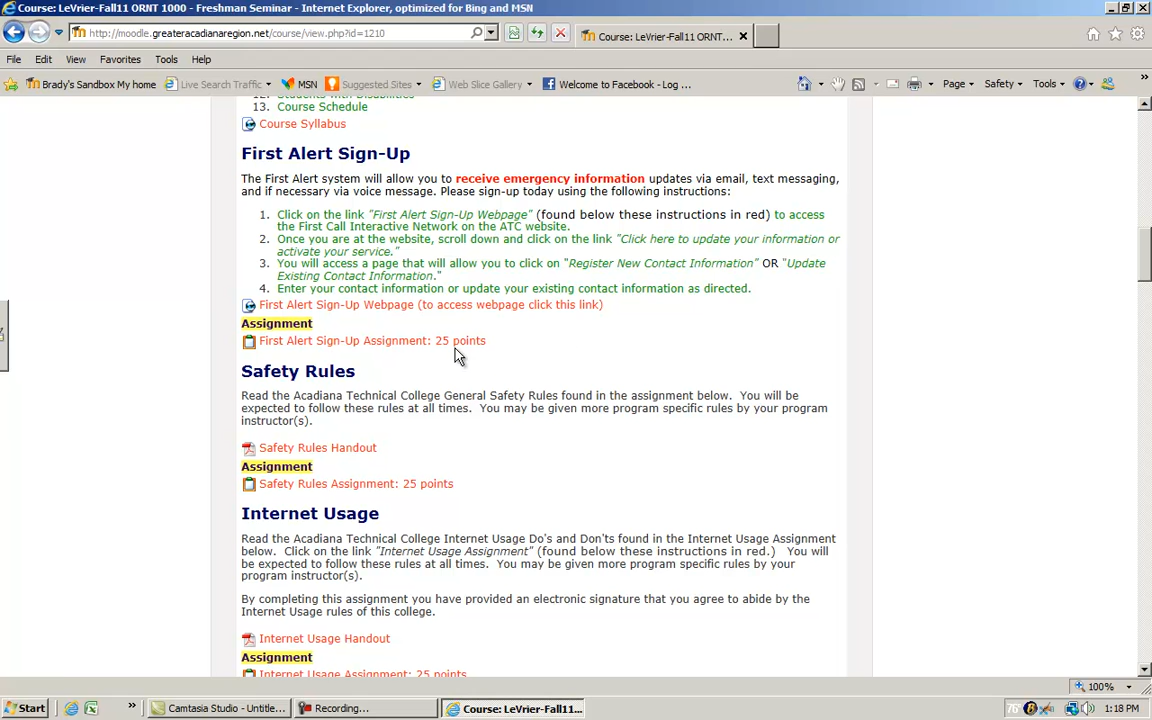 Course: LeVrier-Fall11 ORNT 1000 - Freshman Seminar - Internet Explorer, optimized for Bing and MSN
http://moodle.greateracadianaregion.net/course/view.php?id=1210
Course: LeVrier-Fall11 ORNT...
File Edit View Favorites Tools Help
Brady's Sandbox My home Live Search Traffic MSN Suggested Sites Web Slice Gallery Welcome to Facebook - Log ... Page Safety Tools
12. Students with Disabilities
13. Course Schedule
Course Syllabus
First Alert Sign-Up
The First Alert system will allow you to receive emergency information updates via email, text messaging,
and if necessary via voice message. Please sign-up today using the following instructions:
1. Click on the link "First Alert Sign-Up Webpage" (found below these instructions in red) to access
the First Call Interactive Network on the ATC website.
2. Once you are at the website, scroll down and click on the link "Click here to update your information or
activate your service."
3. You will access a page that will allow you to click on "Register New Contact Information" OR "Update
Existing Contact Information."
4. Enter your contact information or update your existing contact information as directed.
First Alert Sign-Up Webpage (to access webpage click this link)
Assignment
First Alert Sign-Up Assignment: 25 points
Safety Rules
Read the Acadiana Technical College General Safety Rules found in the assignment below. You will be
expected to follow these rules at all times. You may be given more program specific rules by your program
instructor(s).
Safety Rules Handout
Assignment
Safety Rules Assignment: 25 points
Internet Usage
Read the Acadiana Technical College Internet Usage Do's and Don'ts found in the Internet Usage Assignment
below. Click on the link "Internet Usage Assignment" (found below these instructions in red.) You will
be expected to follow these rules at all times. You may be given more program specific rules by your
program instructor(s).
By completing this assignment you have provided an electronic signature that you agree to abide by the
Internet Usage rules of this college.
Internet Usage Handout
Assignment
Internet Usage Assignment: 25 points
100%
Start Camtasia Studio - Untitle... Recording... Course: LeVrier-Fall11... 76° 1:18 PM